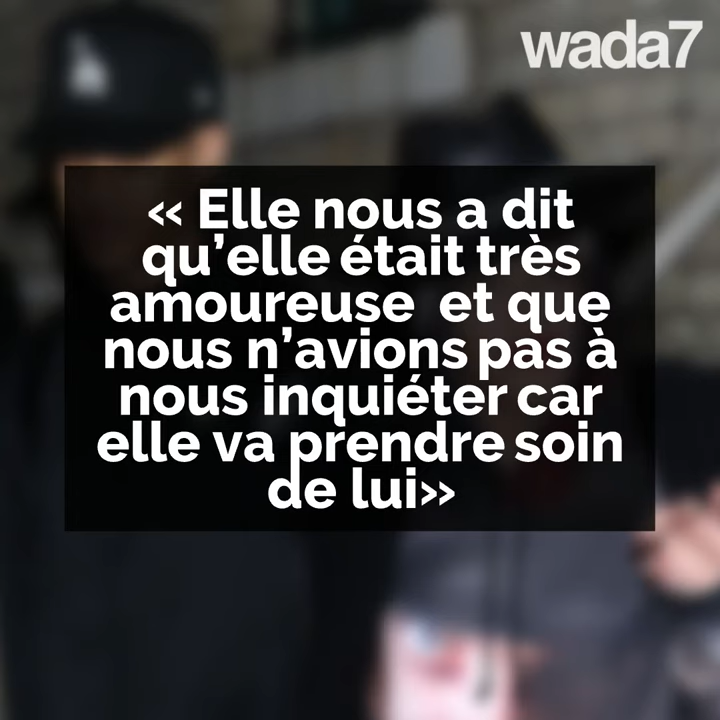 wada7
« Elle nous a dit
qu’elle était très
amoureuse  et que
nous n’avions pas à
nous inquiéter car
elle va prendre soin
de lui»